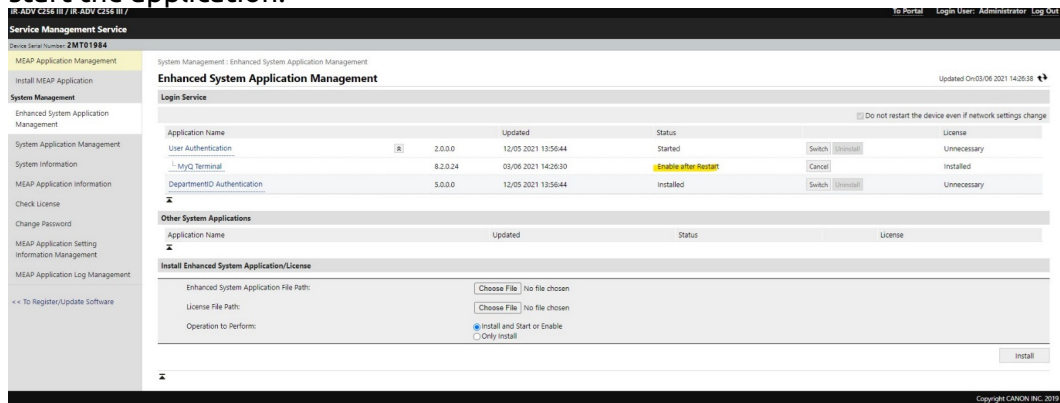 start the application.
iR-ADV C256 III / iR-ADV C256 III /
To Portal Login User: Administrator Log Out
Service Management Service
Device Serial Number: 2MT01984
MEAP Application Management
Install MEAP Application
System Management
Enhanced System Application
Management
System Application Management
System Information
MEAP Application Information
Check License
Change Password
MEAP Application Setting
Information Management
MEAP Application Log Management
<< To Register/Update Software
System Management : Enhanced System Application Management
Enhanced System Application Management
Updated On:03/06 2021 14:26:38
Login Service
Do not restart the device even if network settings change
Application Name Updated Status License
User Authentication 2.0.0.0 12/05 2021 13:56:44 Started Switch Uninstall Unnecessary
MyQ Terminal 8.2.0.24 03/06 2021 14:26:30 Enable after Restart Cancel Installed
DepartmentID Authentication 5.0.0.0 12/05 2021 13:56:44 Installed Switch Uninstall Unnecessary
Other System Applications
Application Name Updated Status License
Install Enhanced System Application/License
Enhanced System Application File Path: Choose File No file chosen
License File Path: Choose File No file chosen
Operation to Perform: Install and Start or Enable
Only Install
Install
Copyright CANON INC. 2019